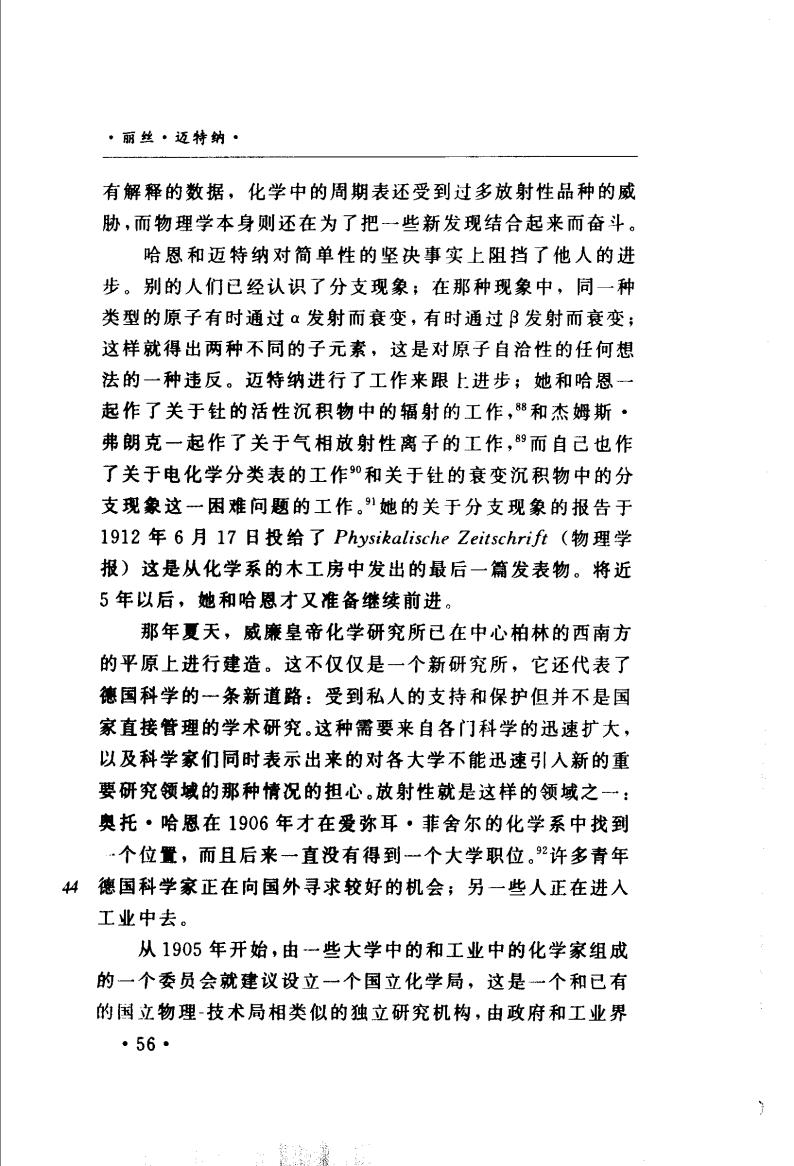 ·丽丝·迈特纳·
有解释的数据，化学中的周期表还受到过多放射性品种的威
胁，而物理学本身则还在为了把一些新发现结合起来而奋斗。
哈恩和迈特纳对简单性的坚决事实上阻挡了他人的进
步。别的人们已经认识了分支现象；在那种现象中，同一种
类型的原子有时通过α发射而衰变，有时通过β发射而衰变；
这样就得出两种不同的子元素，这是对原子自洽性的任何想
法的一种违反。迈特纳进行了工作来跟上进步；她和哈恩一
起作了关于钍的活性沉积物中的辐射的工作，⁸⁸和杰姆斯·
弗朗克一起作了关于气相放射性离子的工作，⁸⁹而自己也作
了关于电化学分类表的工作⁹⁰和关于钍的衰变沉积物中的分
支现象这一困难问题的工作。⁹¹她的关于分支现象的报告于
1912 年 6 月 17 日投给了 Physikalische Zeitschrift（物理学
报）这是从化学系的木工房中发出的最后一篇发表物。将近
5 年以后，她和哈恩才又准备继续前进。
那年夏天，威廉皇帝化学研究所已在中心柏林的西南方
的平原上进行建造。这不仅仅是一个新研究所，它还代表了
德国科学的一条新道路：受到私人的支持和保护但并不是国
家直接管理的学术研究。这种需要来自各门科学的迅速扩大，
以及科学家们同时表示出来的对各大学不能迅速引入新的重
要研究领域的那种情况的担心。放射性就是这样的领域之一：
奥托·哈恩在 1906 年才在爱弥耳·菲舍尔的化学系中找到
一个位置，而且后来一直没有得到一个大学职位。⁹²许多青年
44 德国科学家正在向国外寻求较好的机会；另一些人正在进入
工业中去。
从 1905 年开始，由一些大学中的和工业中的化学家组成
的一个委员会就建议设立一个国立化学局，这是一个和已有
的国立物理-技术局相类似的独立研究机构，由政府和工业界
·56·